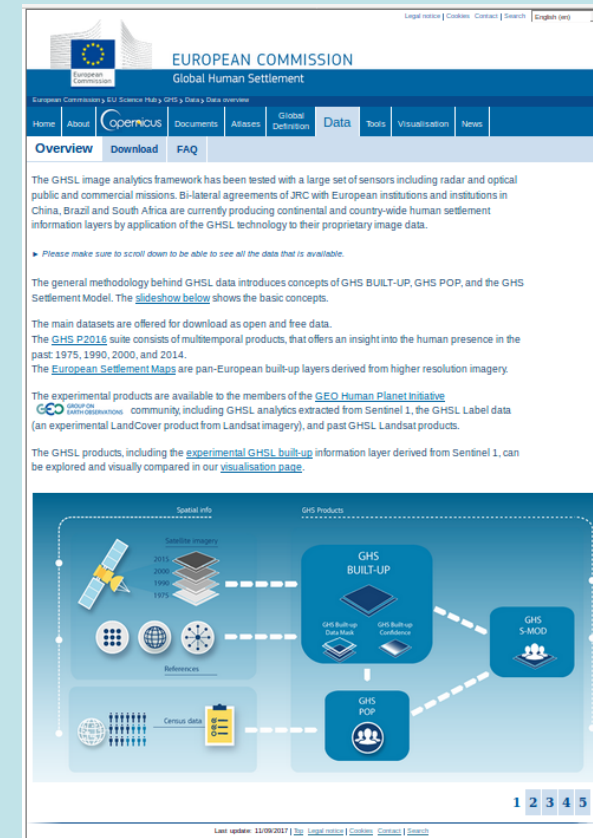 Legal notice | Cookies Contact | Search English (en)
European
Commission
EUROPEAN COMMISSION
Global Human Settlement
European Commission > EU Science Hub > GHS > Data > Data overview
Home About Copernicus Documents Atlases Global Definition Data Tools Visualisation News
Overview Download FAQ
The GHSL image analytics framework has been tested with a large set of sensors including radar and optical
public and commercial missions. Bi-lateral agreements of JRC with European institutions and institutions in
China, Brazil and South Africa are currently producing continental and country-wide human settlement
information layers by application of the GHSL technology to their proprietary image data.
► Please make sure to scroll down to be able to see all the data that is available.
The general methodology behind GHSL data introduces concepts of GHS BUILT-UP, GHS POP, and the GHS
Settlement Model. The slideshow below shows the basic concepts.
The main datasets are offered for download as open and free data.
The GHS P2016 suite consists of multitemporal products, that offers an insight into the human presence in the
past: 1975, 1990, 2000, and 2014.
The European Settlement Maps are pan-European built-up layers derived from higher resolution imagery.
The experimental products are available to the members of the GEO Human Planet Initiative
GEO GROUP ON EARTH OBSERVATIONS community, including GHSL analytics extracted from Sentinel 1, the GHSL Label data
(an experimental LandCover product from Landsat imagery), and past GHSL Landsat products.
The GHSL products, including the experimental GHSL built-up information layer derived from Sentinel 1, can
be explored and visually compared in our visualisation page.
Spatial info
GHS Products
Satellite imagery
2015
2000
1990
1975
References
Census data
GHS
BUILT-UP
GHS Built-up
Data Mask
GHS Built-up
Confidence
GHS
S-MOD
GHS
POP
1 2 3 4 5
Last update: 11/09/2017 | Top Legal notice | Cookies Contact | Search